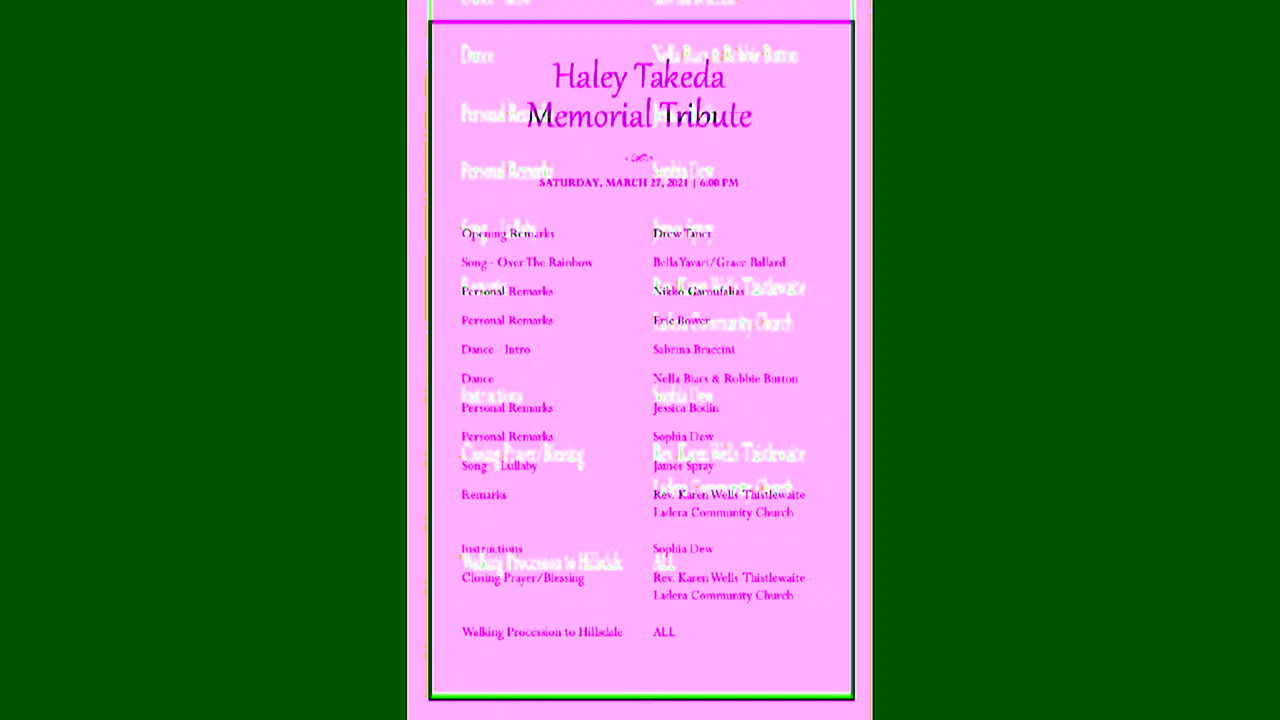 Haley Takeda
Memorial Tribute
SATURDAY, MARCH 27, 2021 | 6:00 PM
Opening Remarks Drew Taner
Song - Over The Rainbow Bella Yavari/Grace Ballard
Personal Remarks Nikko Garoufalias
Personal Remarks Eric Bower
Dance - Intro Sabrina Braccini
Dance Nella Biacs & Robbie Button
Personal Remarks Jessica Bodin
Personal Remarks Sophia Dew
Song - Lullaby James Spray
Remarks Rev. Karen Wells-Thistlewaite
Ladera Community Church
Instructions Sophia Dew
Closing Prayer/Blessing Rev. Karen Wells-Thistlewaite -
Ladera Community Church
Walking Procession to Hillsdale ALL